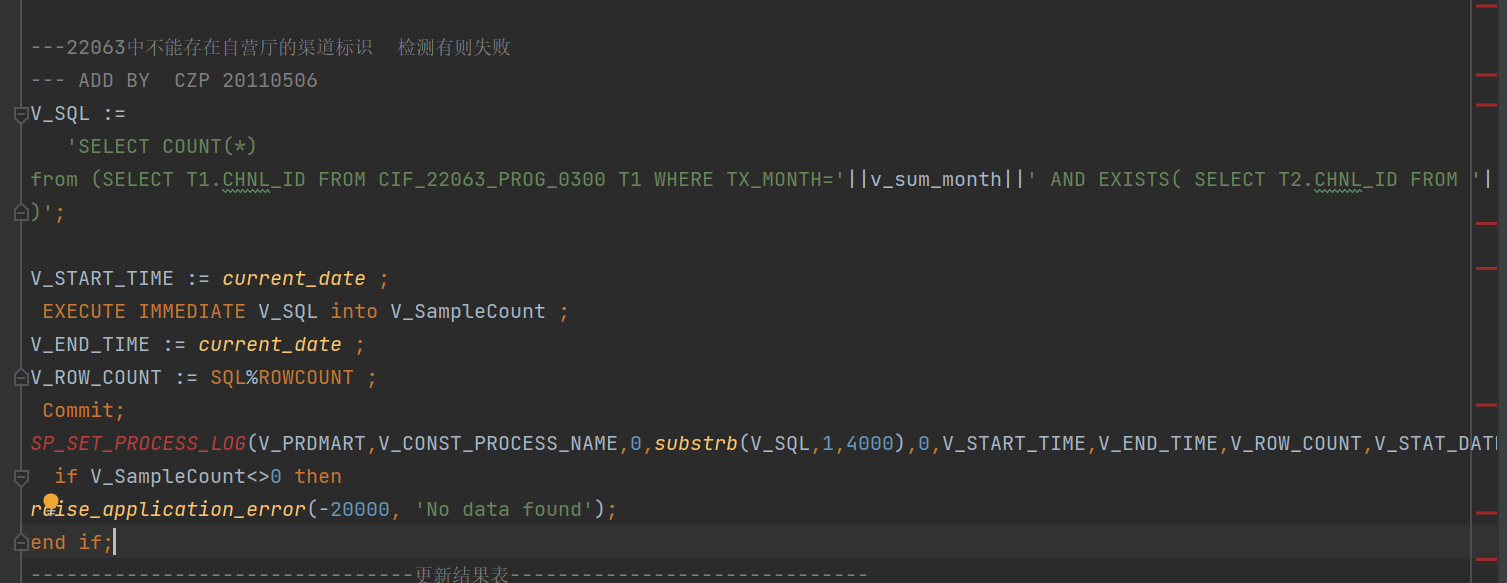 ---22063中不能存在自营厅的渠道标识  检测有则失败
--- ADD BY  CZP 20110506
V_SQL :=
   'SELECT COUNT(*)
from (SELECT T1.CHNL_ID FROM CIF_22063_PROG_0300 T1 WHERE TX_MONTH='||v_sum_month||' AND EXISTS( SELECT T2.CHNL_ID FROM '|
)';
V_START_TIME := current_date ;
 EXECUTE IMMEDIATE V_SQL into V_SampleCount ;
V_END_TIME := current_date ;
V_ROW_COUNT := SQL%ROWCOUNT ;
 Commit;
SP_SET_PROCESS_LOG(V_PRDMART,V_CONST_PROCESS_NAME,0,substrb(V_SQL,1,4000),0,V_START_TIME,V_END_TIME,V_ROW_COUNT,V_STAT_DAT
  if V_SampleCount<>0 then
raise_application_error(-20000, 'No data found');
end if;
--------------------------------更新结果表------------------------------